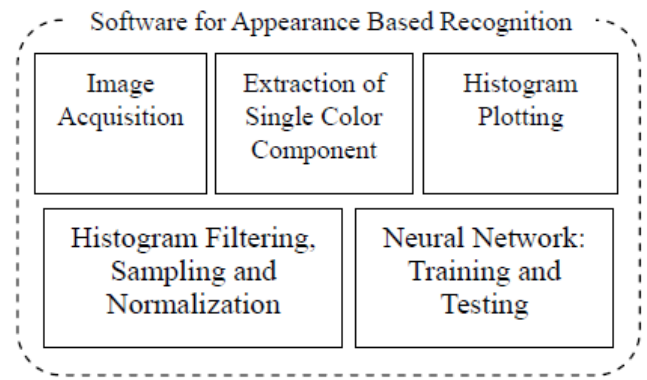 Software for Appearance Based Recognition
Image
Acquisition
Extraction of
Single Color
Component
Histogram
Plotting
Histogram Filtering,
Sampling and
Normalization
Neural Network:
Training and
Testing